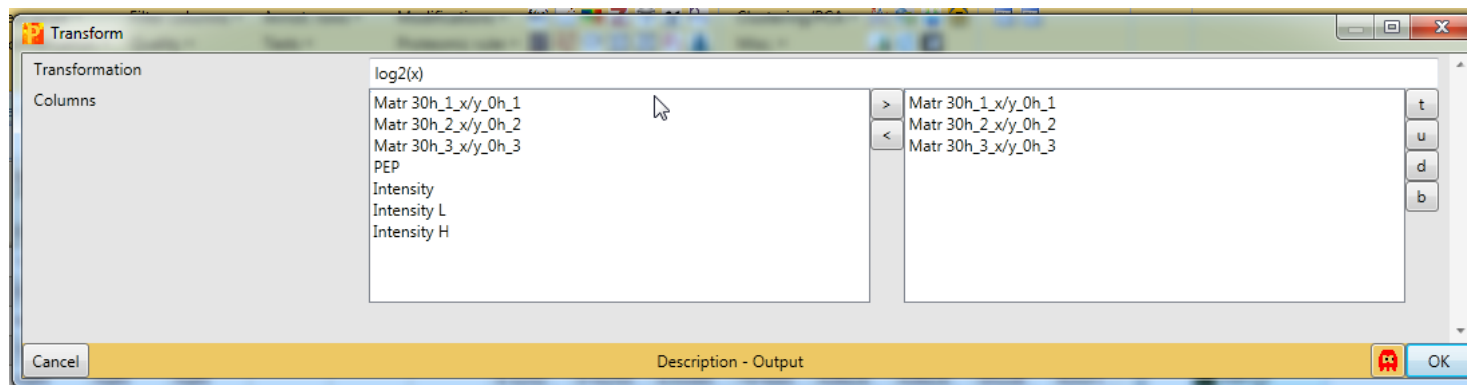 Transform
Transformation
log2(x)
Columns
Matr 30h_1_x/y_0h_1
Matr 30h_2_x/y_0h_2
Matr 30h_3_x/y_0h_3
PEP
Intensity
Intensity L
Intensity H
>
<
Matr 30h_1_x/y_0h_1
Matr 30h_2_x/y_0h_2
Matr 30h_3_x/y_0h_3
t
u
d
b
Cancel
Description - Output
OK